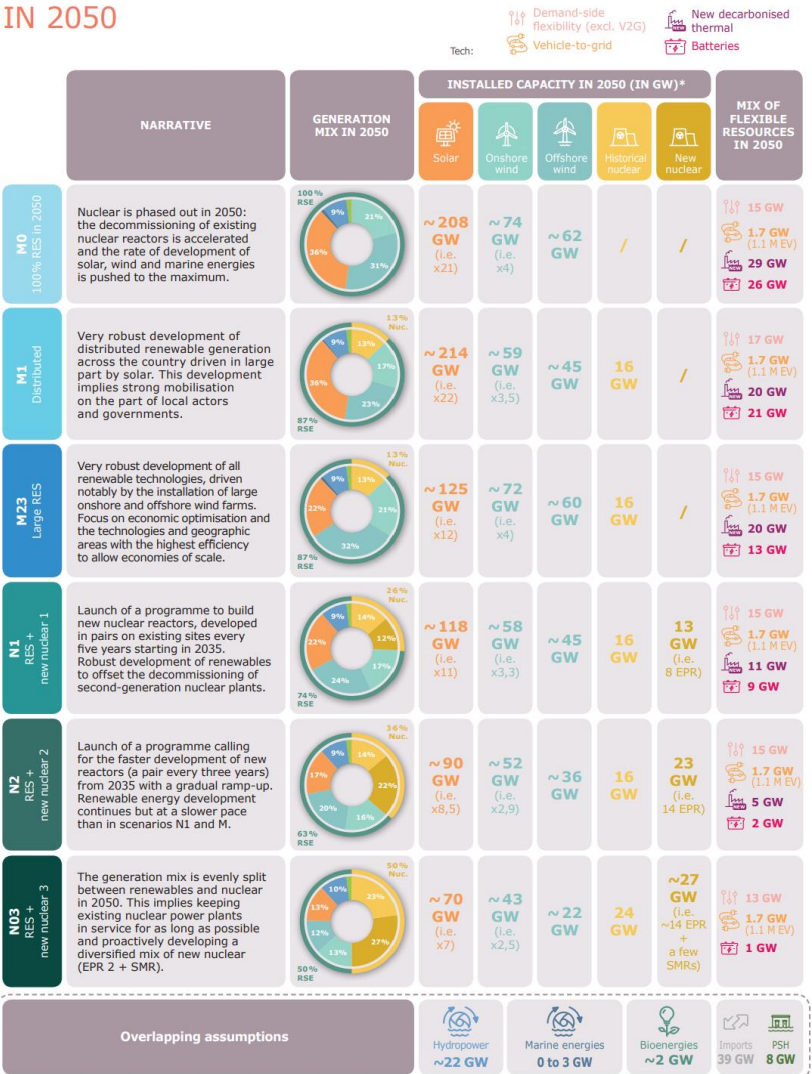 IN 2050
Tech:
Demand-side
flexibility (excl. V2G)
Vehicle-to-grid
New decarbonised
thermal
Batteries
NARRATIVE
GENERATION
MIX IN 2050
INSTALLED CAPACITY IN 2050 (IN GW)*
Solar
Onshore
wind
Offshore
wind
Historical
nuclear
New
nuclear
MIX OF
FLEXIBLE
RESOURCES
IN 2050
M0
100% RES in 2050
Nuclear is phased out in 2050:
the decommissioning of existing
nuclear reactors is accelerated
and the rate of development of
solar, wind and marine energies
is pushed to the maximum.
100%
RSE
9%
21%
36%
31%
~208
GW
(i.e.
x21)
~74
GW
(i.e.
x4)
~62
GW
/
/
15 GW
1.7 GW
(1.1 M EV)
NEW
29 GW
26 GW
M1
Distributed
Very robust development of
distributed renewable generation
across the country driven in large
part by solar. This development
implies strong mobilisation
on the part of local actors
and governments.
13%
Nuc.
9%
13%
17%
36%
23%
87%
RSE
~214
GW
(i.e.
x22)
~59
GW
(i.e.
x3,5)
~45
GW
16
GW
/
17 GW
1.7 GW
(1.1 M EV)
NEW
20 GW
21 GW
M23
Large RES
Very robust development of all
renewable technologies, driven
notably by the installation of large
onshore and offshore wind farms.
Focus on economic optimisation and
the technologies and geographic
areas with the highest efficiency
to allow economies of scale.
13%
Nuc.
9%
13%
22%
21%
32%
87%
RSE
~125
GW
(i.e.
x12)
~72
GW
(i.e.
x4)
~60
GW
16
GW
/
15 GW
1.7 GW
(1.1 M EV)
NEW
20 GW
13 GW
N1
RES +
new nuclear 1
Launch of a programme to build
new nuclear reactors, developed
in pairs on existing sites every
five years starting in 2035.
Robust development of renewables
to offset the decommissioning of
second-generation nuclear plants.
26%
Nuc.
9%
14%
22%
12%
17%
24%
74%
RSE
~118
GW
(i.e.
x11)
~58
GW
(i.e.
x3,3)
~45
GW
16
GW
13
GW
(i.e.
8 EPR)
15 GW
1.7 GW
(1.1 M EV)
NEW
11 GW
9 GW
N2
RES +
new nuclear 2
Launch of a programme calling
for the faster development of new
reactors (a pair every three years)
from 2035 with a gradual ramp-up.
Renewable energy development
continues but at a slower pace
than in scenarios N1 and M.
36%
Nuc.
9%
14%
17%
22%
20%
16%
63%
RSE
~90
GW
(i.e.
x8,5)
~52
GW
(i.e.
x2,9)
~36
GW
16
GW
23
GW
(i.e.
14 EPR)
15 GW
1.7 GW
(1.1 M EV)
NEW
5 GW
2 GW
N03
RES +
new nuclear 3
The generation mix is evenly split
between renewables and nuclear
in 2050. This implies keeping
existing nuclear power plants
in service for as long as possible
and proactively developing a
diversified mix of new nuclear
(EPR 2 + SMR).
50%
Nuc.
10%
23%
13%
12%
13%
27%
50%
RSE
~70
GW
(i.e.
x7)
~43
GW
(i.e.
x2,5)
~22
GW
24
GW
~27
GW
(i.e.
~14 EPR
+
a few
SMRs)
13 GW
1.7 GW
(1.1 M EV)
1 GW
Overlapping assumptions
Hydropower
~22 GW
Marine energies
0 to 3 GW
Bioenergies
~2 GW
Imports
39 GW
PSH
8 GW